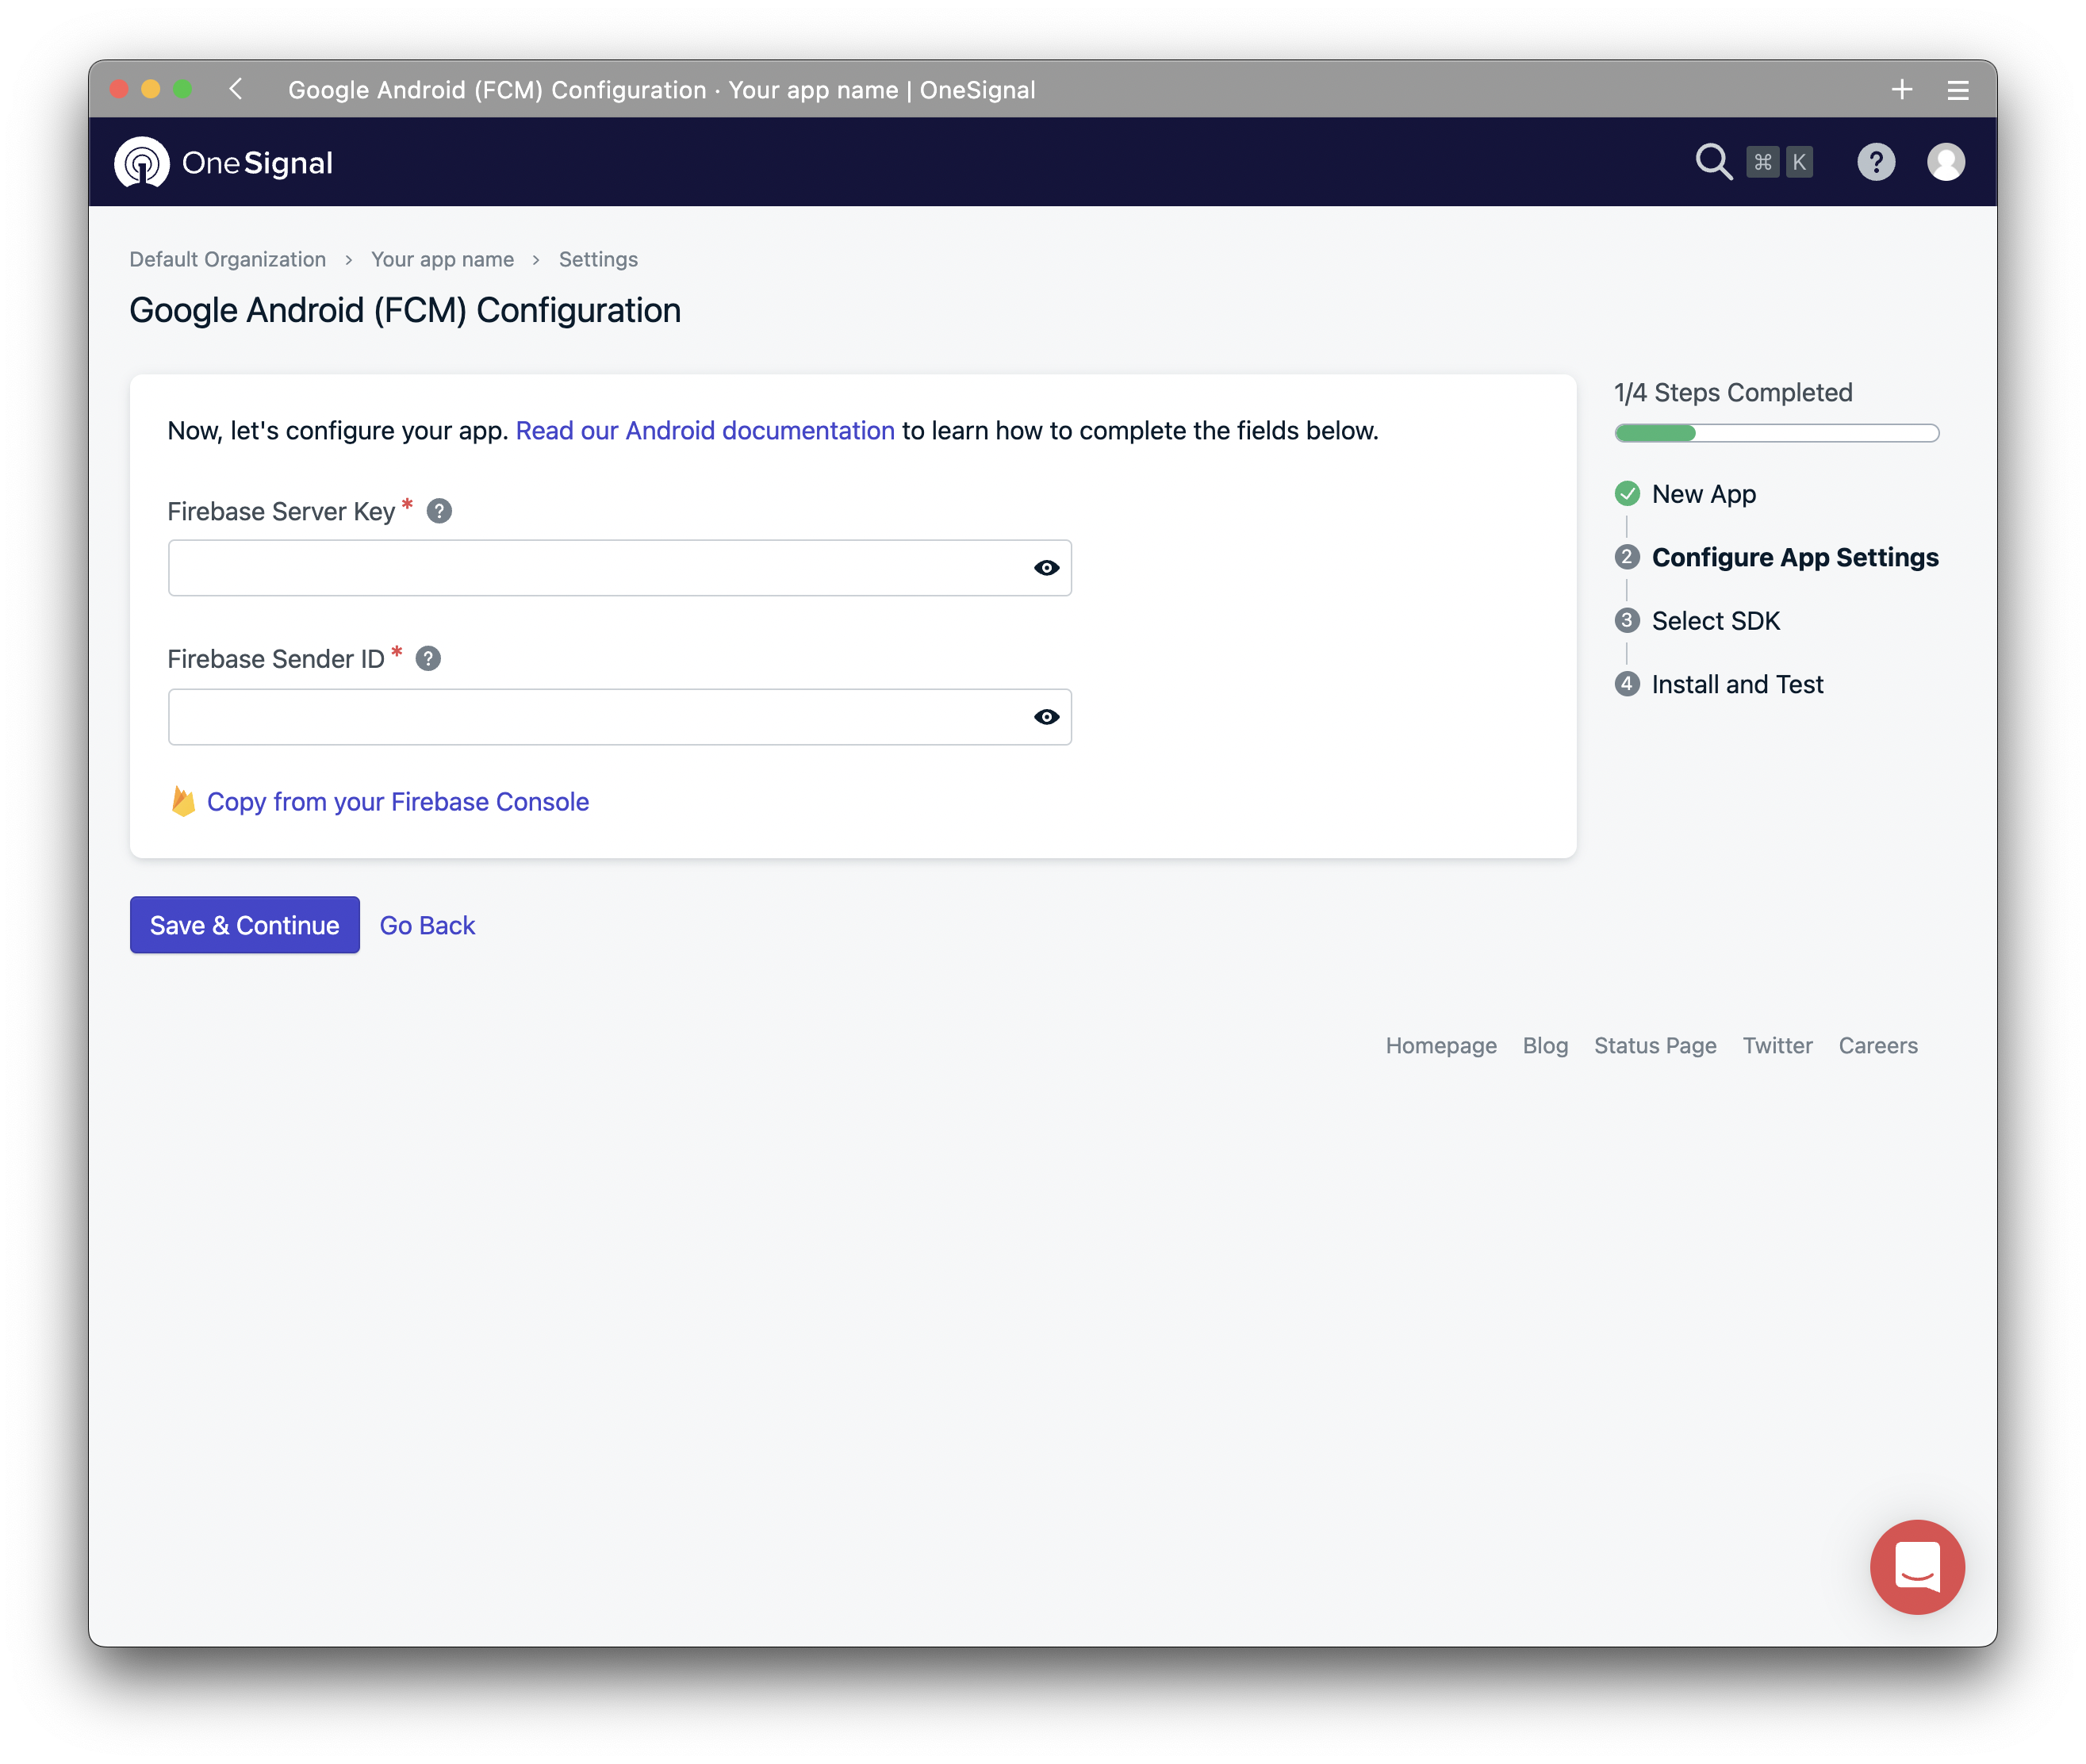 Google Android (FCM) Configuration · Your app name | OneSignal
OneSignal
⌘ K
?
Default Organization > Your app name > Settings
Google Android (FCM) Configuration
Now, let's configure your app. Read our Android documentation to learn how to complete the fields below.
Firebase Server Key * ?
Firebase Sender ID * ?
Copy from your Firebase Console
Save & Continue
Go Back
1/4 Steps Completed
New App
2 Configure App Settings
3 Select SDK
4 Install and Test
Homepage Blog Status Page Twitter Careers